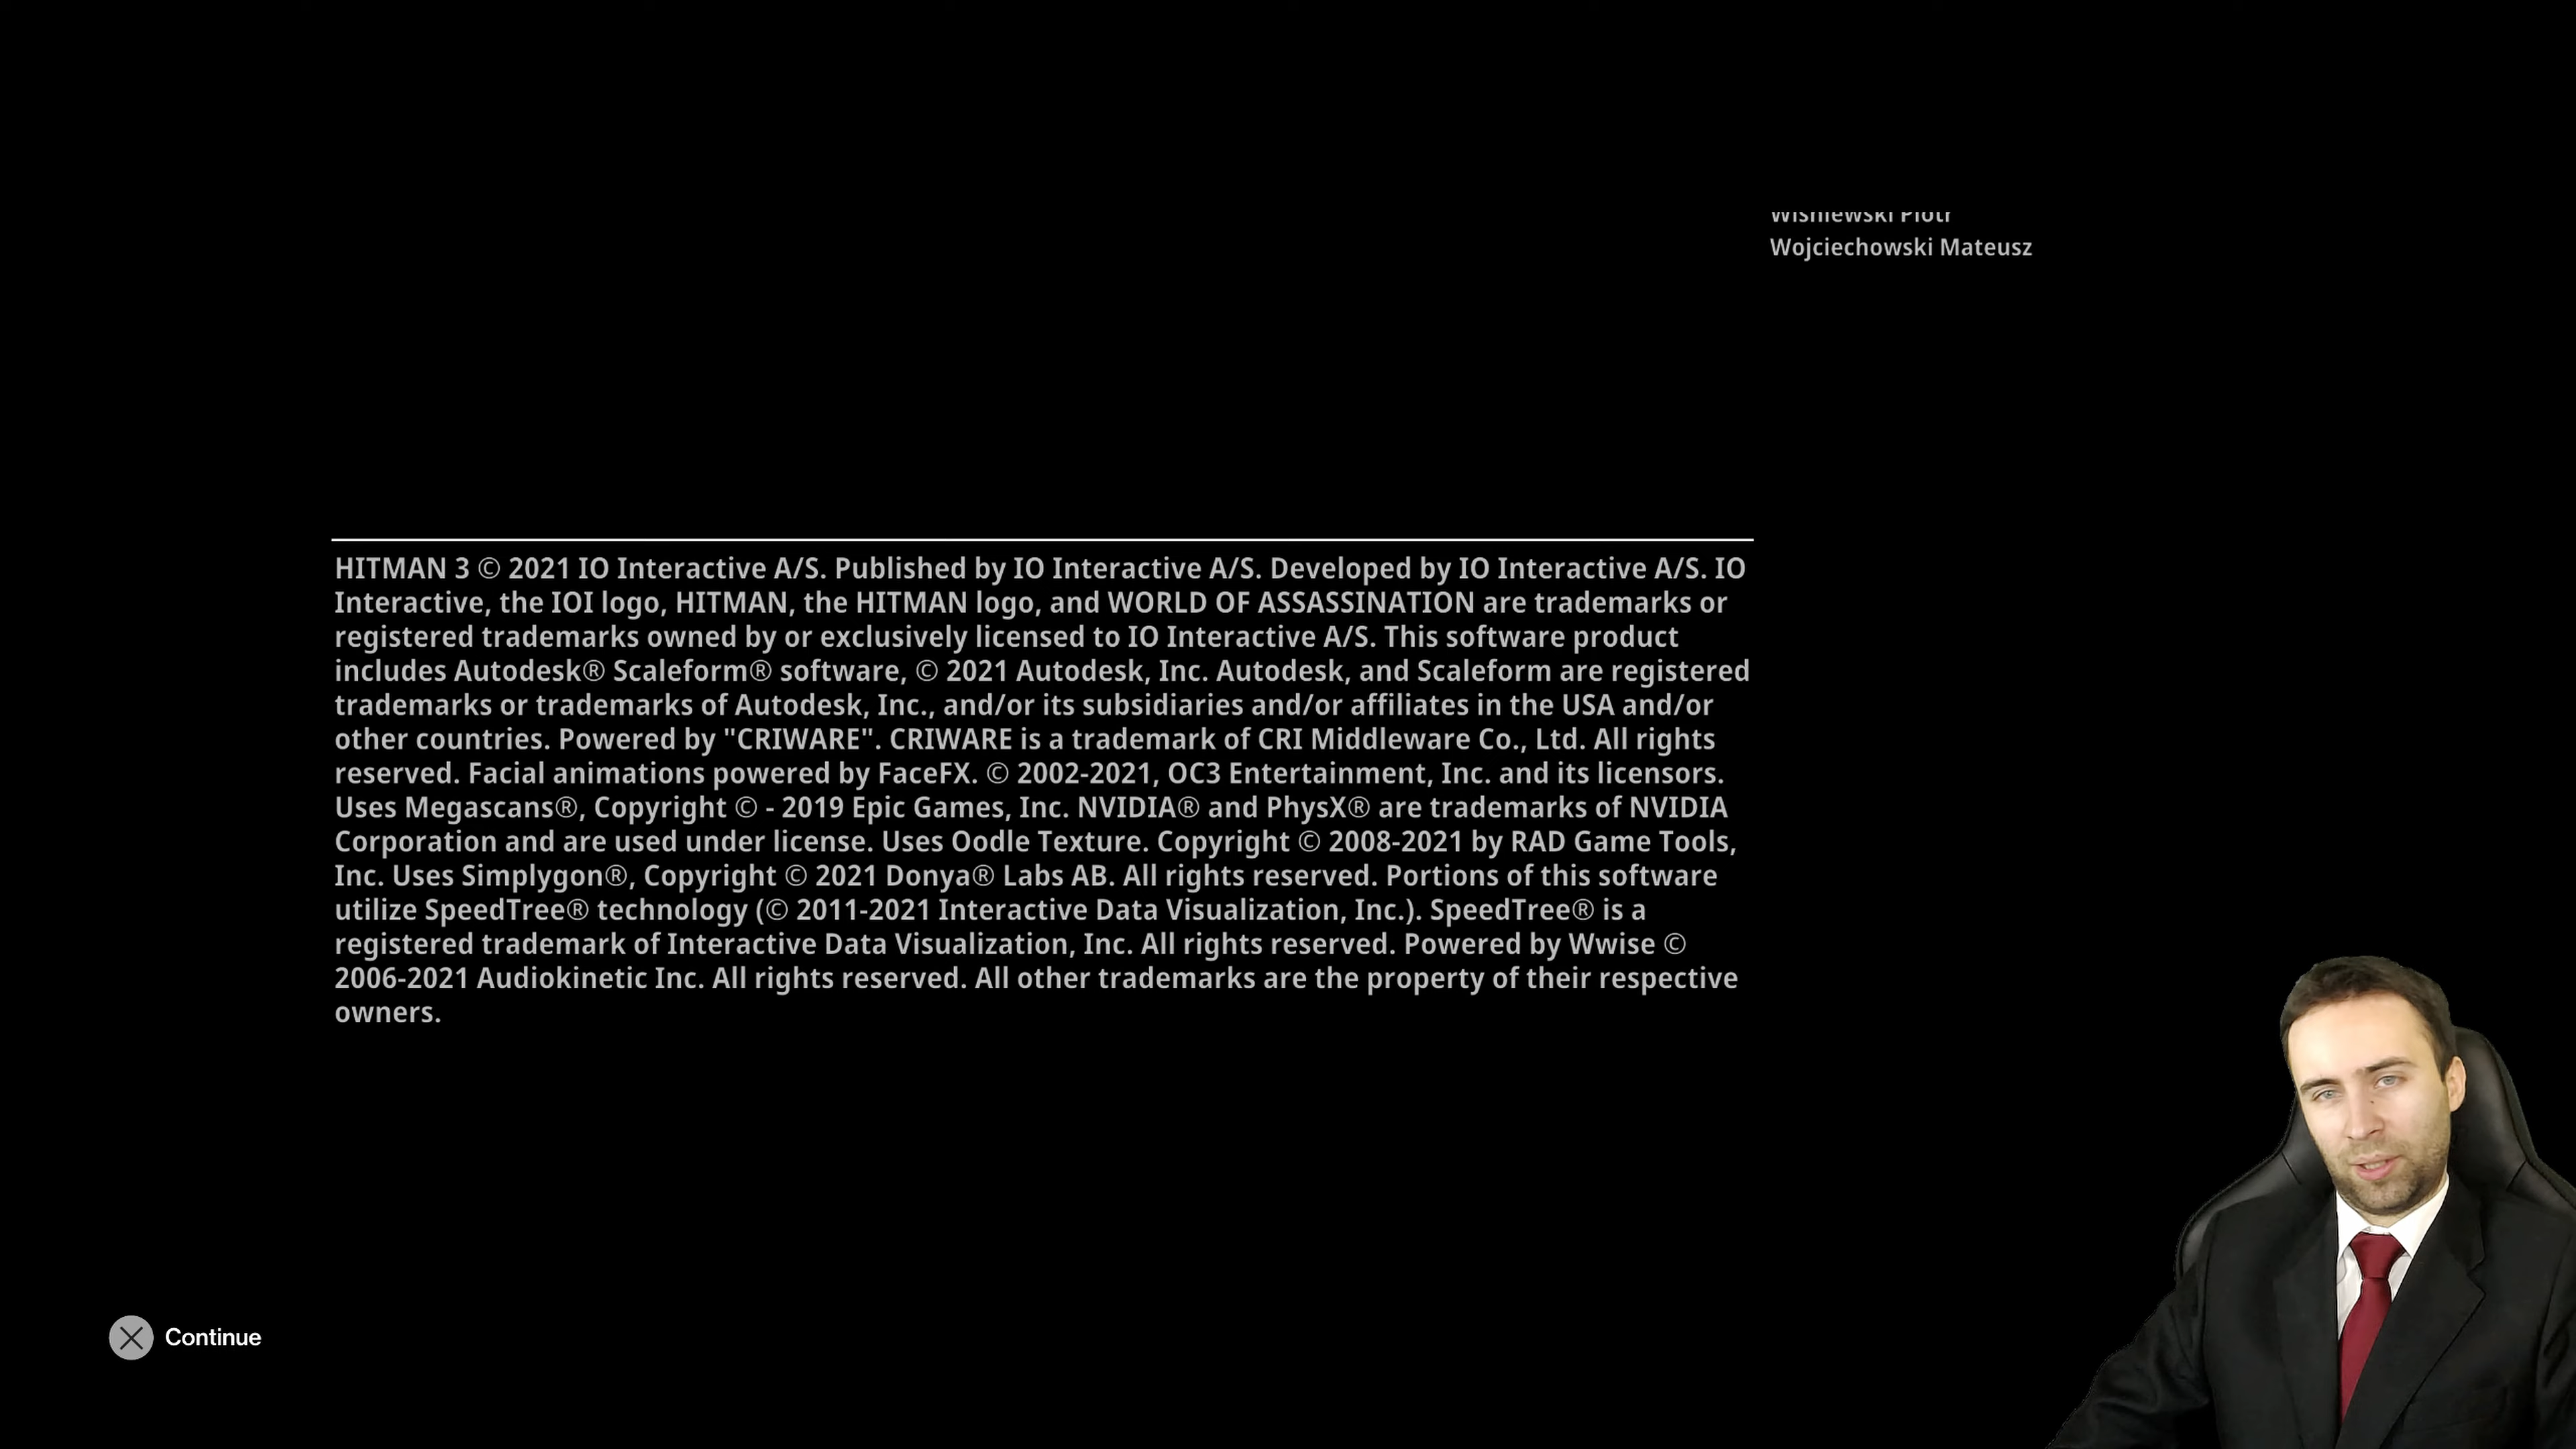 Wisniewski Piotr
Wojciechowski Mateusz
HITMAN 3 © 2021 IO Interactive A/S. Published by IO Interactive A/S. Developed by IO Interactive A/S. IO
Interactive, the IOI logo, HITMAN, the HITMAN logo, and WORLD OF ASSASSINATION are trademarks or
registered trademarks owned by or exclusively licensed to IO Interactive A/S. This software product
includes Autodesk® Scaleform® software, © 2021 Autodesk, Inc. Autodesk, and Scaleform are registered
trademarks or trademarks of Autodesk, Inc., and/or its subsidiaries and/or affiliates in the USA and/or
other countries. Powered by "CRIWARE". CRIWARE is a trademark of CRI Middleware Co., Ltd. All rights
reserved. Facial animations powered by FaceFX. © 2002-2021, OC3 Entertainment, Inc. and its licensors.
Uses Megascans®, Copyright © - 2019 Epic Games, Inc. NVIDIA® and PhysX® are trademarks of NVIDIA
Corporation and are used under license. Uses Oodle Texture. Copyright © 2008-2021 by RAD Game Tools,
Inc. Uses Simplygon®, Copyright © 2021 Donya® Labs AB. All rights reserved. Portions of this software
utilize SpeedTree® technology (© 2011-2021 Interactive Data Visualization, Inc.). SpeedTree® is a
registered trademark of Interactive Data Visualization, Inc. All rights reserved. Powered by Wwise ©
2006-2021 Audiokinetic Inc. All rights reserved. All other trademarks are the property of their respective
owners.
Continue